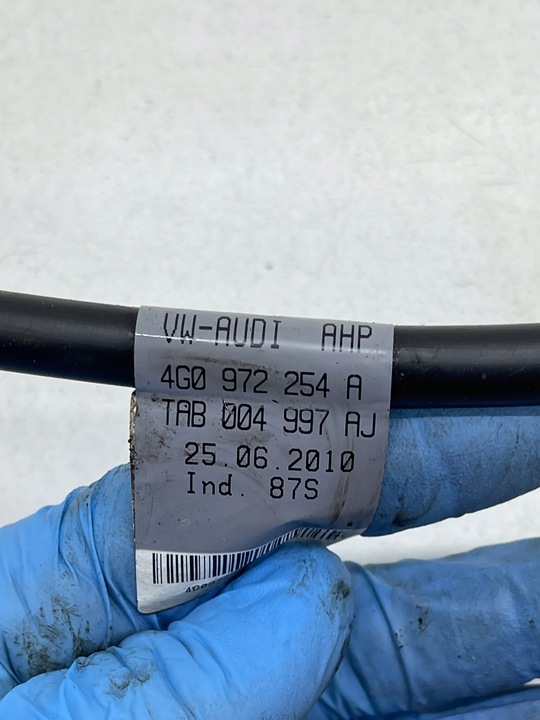 VW-AUDI AHP
4G0 972 254 A
TAB 004 997 AJ
25.06.2010
Ind. 87S